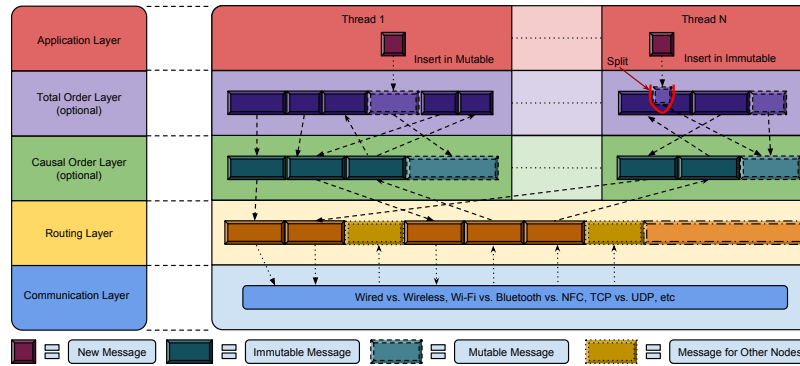 Thread 1
Thread N
Application Layer
Insert in Mutable
Insert in Immutable
Split
Total Order Layer
(optional)
Causal Order Layer
(optional)
Routing Layer
Communication Layer
Wired vs. Wireless, Wi-Fi vs. Bluetooth vs. NFC, TCP vs. UDP, etc
New Message
Immutable Message
Mutable Message
Message for Other Nodes